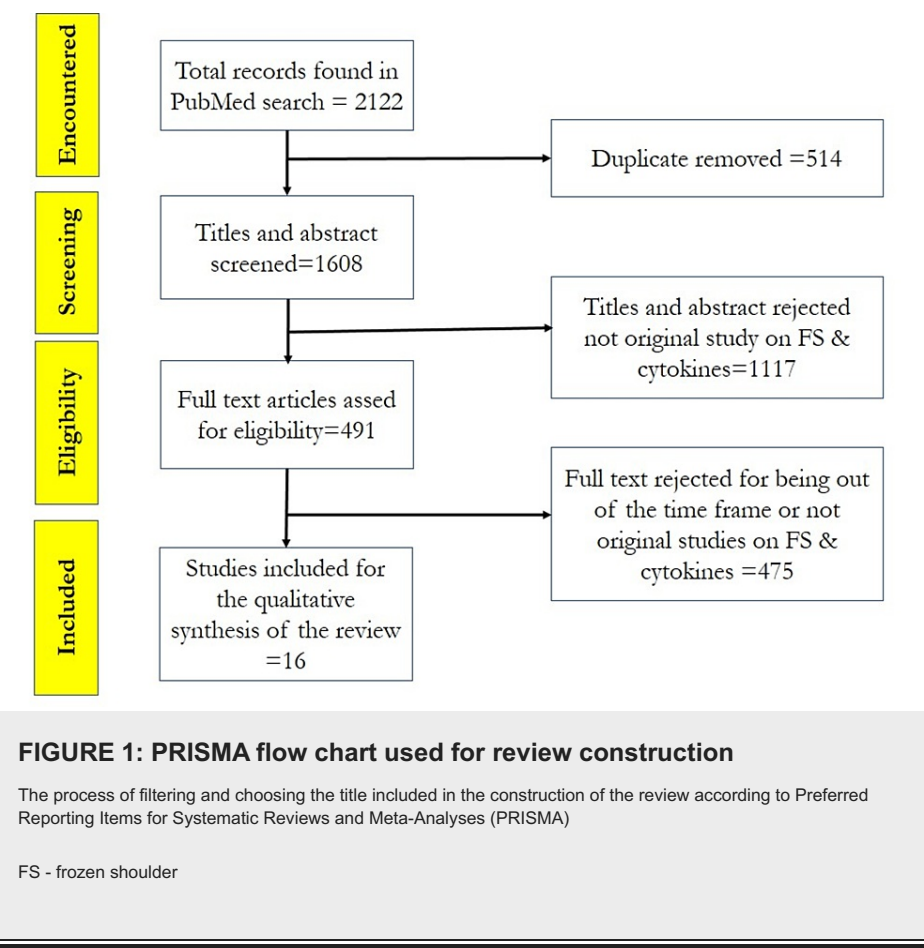 Encountered
Total records found in
PubMed search = 2122
Duplicate removed =514
Screening
Titles and abstract
screened=1608
Titles and abstract rejected
not original study on FS &
cytokines=1117
Eligibility
Full text articles assed
for eligibility=491
Full text rejected for being out
of the time frame or not
original studies on FS &
cytokines =475
Included
Studies included for
the qualitative
synthesis of the review
=16
FIGURE 1: PRISMA flow chart used for review construction
The process of filtering and choosing the title included in the construction of the review according to Preferred
Reporting Items for Systematic Reviews and Meta-Analyses (PRISMA)
FS - frozen shoulder